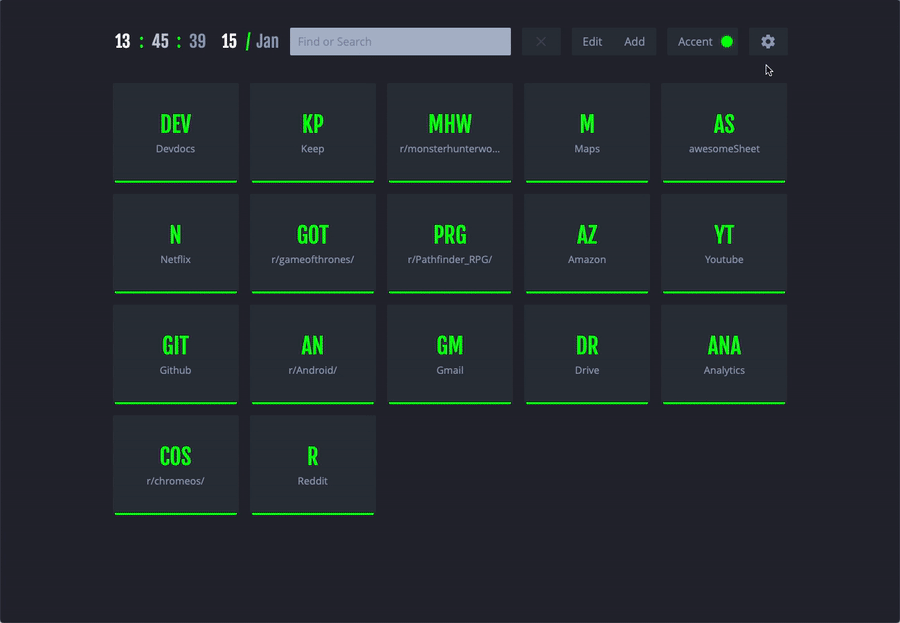 13 : 45 : 39 15 / Jan Find or Search Edit Add Accent
DEV KP MHW M AS
Devdocs Keep r/monsterhunterwo... Maps awesomeSheet
N GOT PRG AZ YT
Netflix r/gameofthrones/ r/Pathfinder_RPG/ Amazon Youtube
GIT AN GM DR ANA
Github r/Android/ Gmail Drive Analytics
COS R
r/chromeos/ Reddit